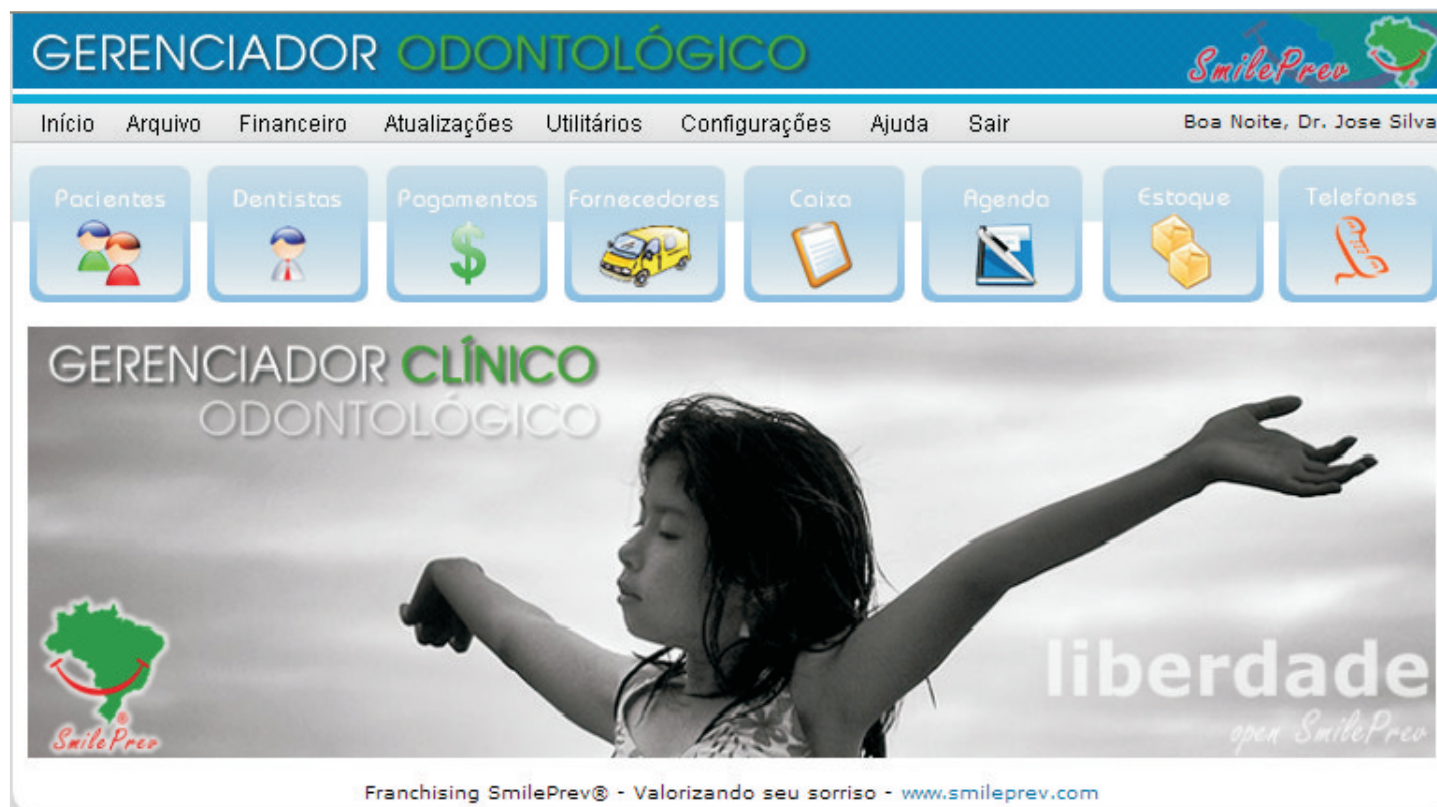 GERENCIADOR ODONTOLÓGICO
SmilePrev
Início Arquivo Financeiro Atualizações Utilitários Configurações Ajuda Sair Boa Noite, Dr. Jose Silva
Pacientes Dentistas Pagamentos Fornecedores Caixa Agenda Estoque Telefones
GERENCIADOR CLÍNICO
ODONTOLÓGICO
liberdade
open SmilePrev
®
SmilePrev
Franchising SmilePrev® - Valorizando seu sorriso - www.smileprev.com